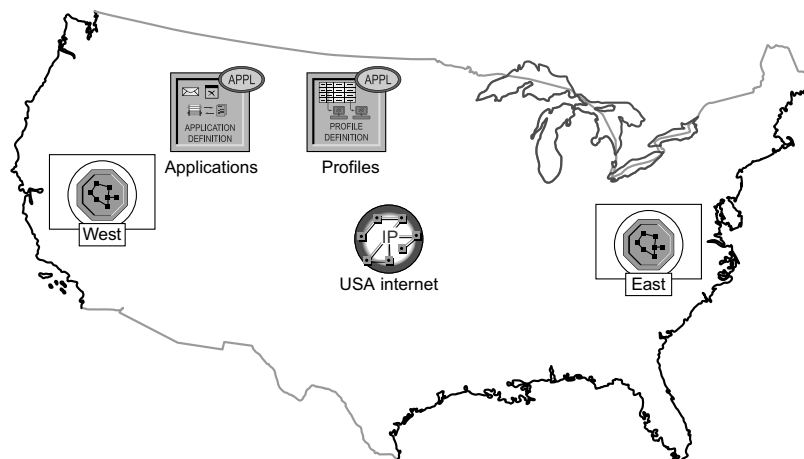 APPL
APPLICATION
DEFINITION
Applications
APPL
PROFILE
DEFINITION
Profiles
West
IP
USA internet
East